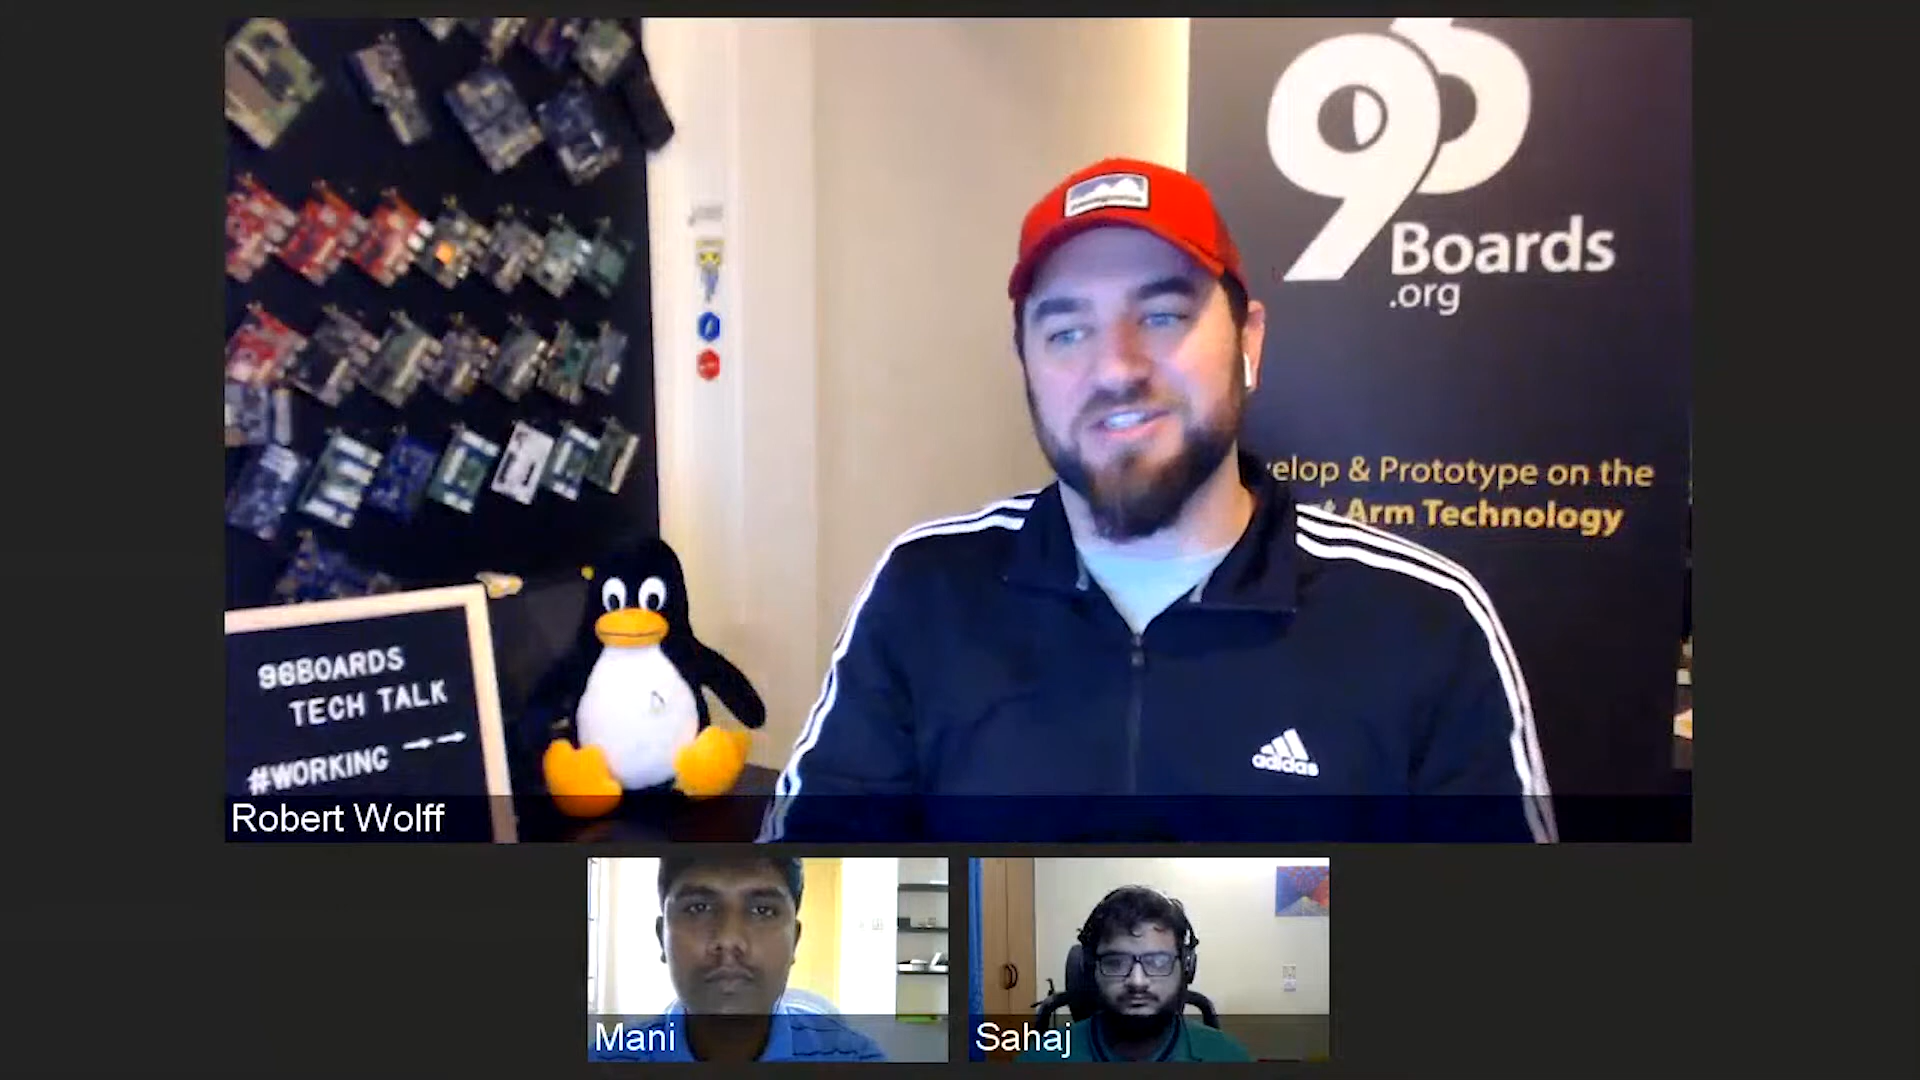 96
Boards
.org
velop & Prototype on the
Arm Technology
adidas
96BOARDS
TECH TALK
#WORKING
Robert Wolff
Mani
Sahaj